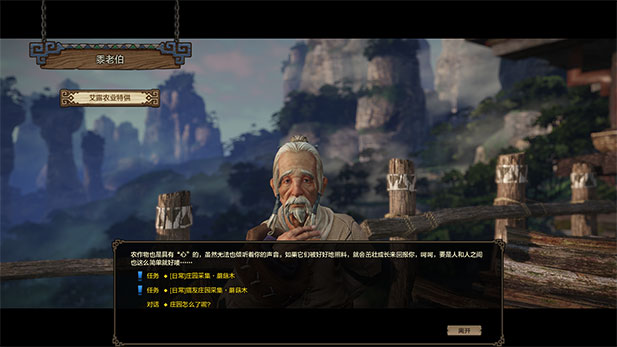 黍老伯
艾露农业特供
农作物也是具有“心”的，虽然无法也倾听着你的声音，如果它们被好好地照料，就会茁壮成长来回报你，呵呵，要是人和人之间
也这么简单就好喽……
任务 ◆ [日常]庄园采集·蘑菇木
任务 ◆ [日常]猫友庄园采集·蘑菇木
对话 ◆ 庄园怎么了呢？
离开